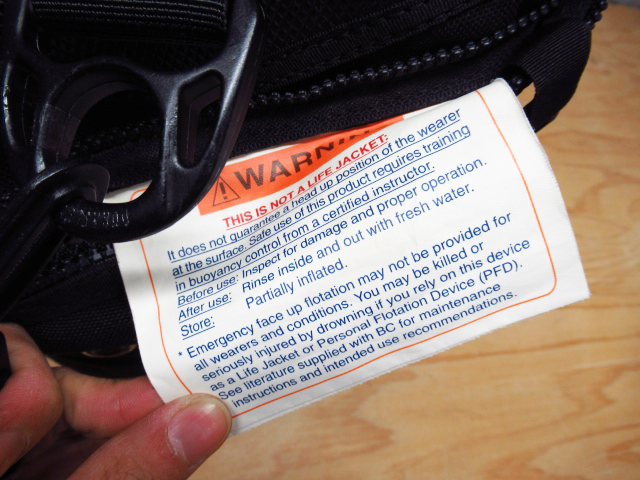 WARNING
THIS IS NOT A LIFE JACKET:
It does not guarantee a head up position of the wearer
at the surface. Safe use of this product requires training
in buoyancy control from a certified instructor.
Before use: Inspect for damage and proper operation.
After use: Rinse inside and out with fresh water.
Store: Partially inflated.
* Emergency face up flotation may not be provided for
all wearers and conditions. You may be killed or
seriously injured by drowning if you rely on this device
as a Life Jacket or Personal Flotation Device (PFD).
See literature supplied with BC for maintenance
instructions and intended use recommendations.